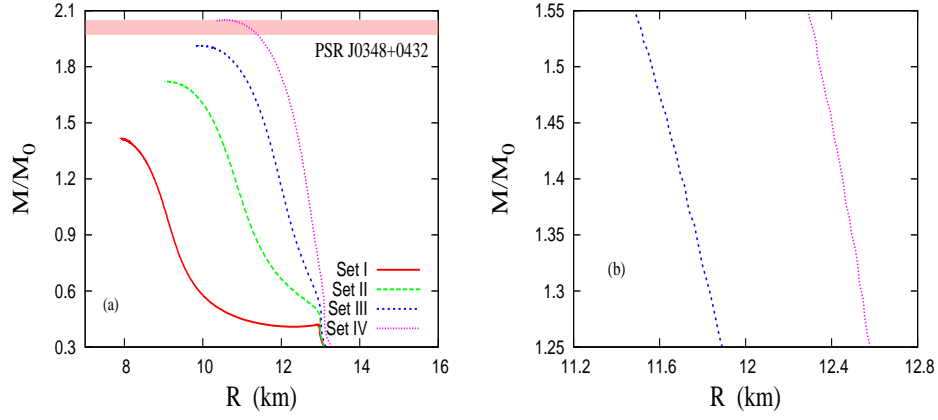 2.1
1.8
1.5
1.2
0.9
0.6
0.3
M/M_O
PSR J0348+0432
Set I
Set II
Set III
Set IV
(a)
8
10
12
14
16
R (km)
1.55
1.5
1.45
1.4
1.35
1.3
1.25
M/M_O
(b)
11.2
11.6
12
12.4
12.8
R (km)